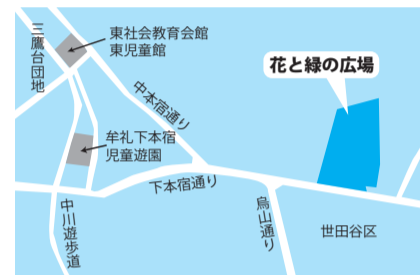 三鷹台団地
東社会教育会館
東児童館
花と緑の広場
中本宿通り
牟礼下本宿
児童遊園
下本宿通り
中川遊歩道
烏山通り
世田谷区